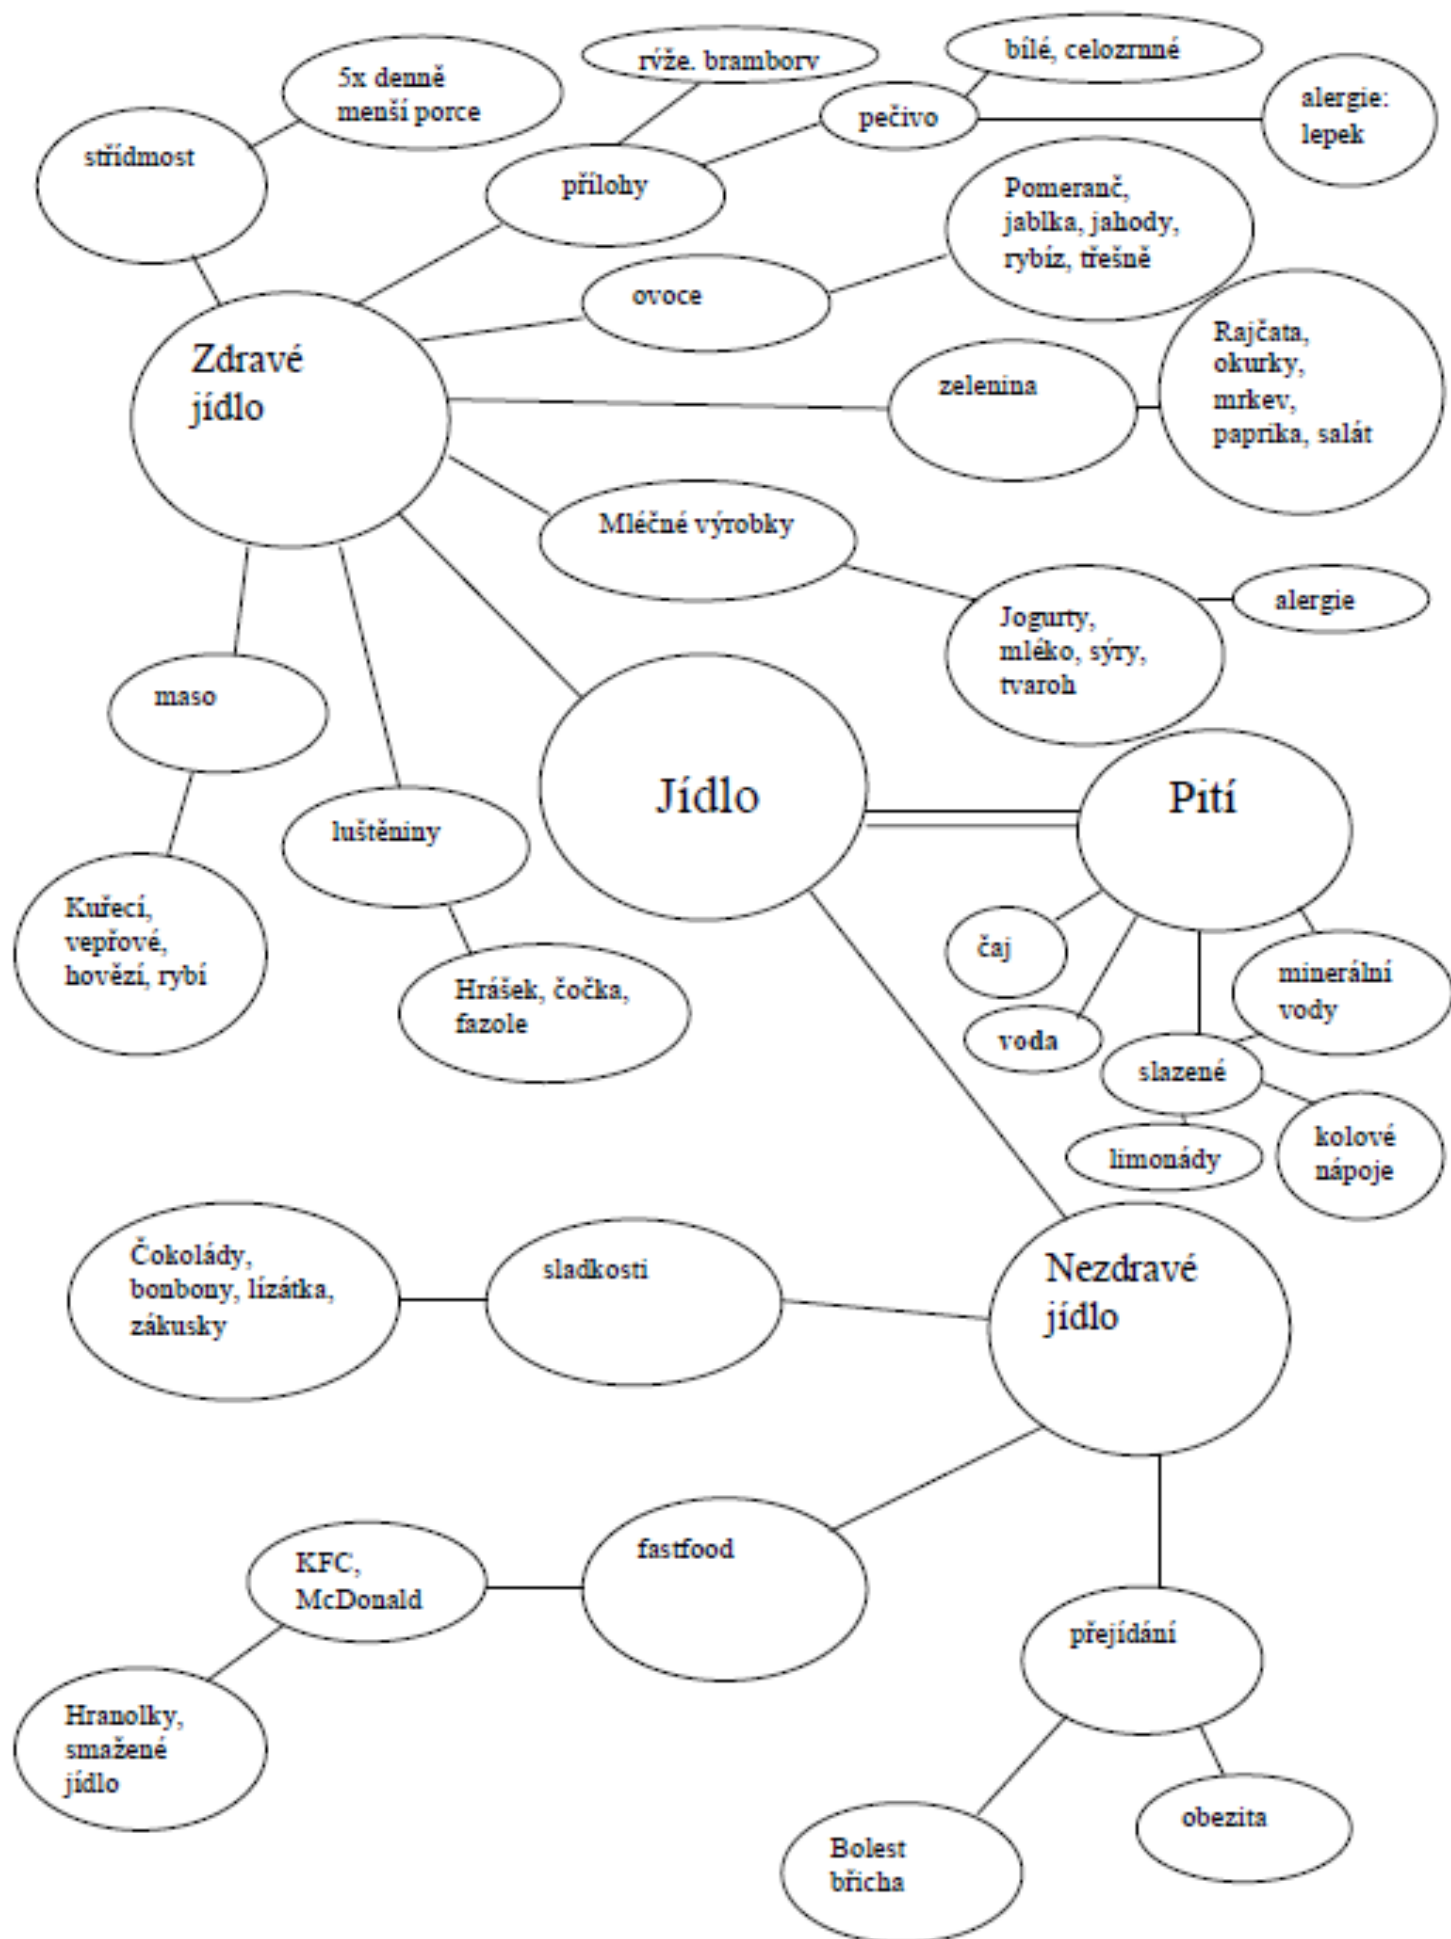 rýže. brambory
bílé, celozrnné
5x denně
menší porce
alergie:
lepek
pečivo
střídmost
přílohy
Pomeranč,
jablka, jahody,
rybíz, třešně
ovoce
Zdravé
jídlo
Rajčata,
okurky,
mrkev,
paprika, salát
zelenina
Mléčné výrobky
Jogurty,
mléko, sýry,
tvaroh
alergie
maso
Jídlo
Pití
luštěniny
Kuřecí,
vepřové,
hovězí, rybí
Hrášek, čočka,
fazole
čaj
minerální
vody
voda
slazené
limonády
kolové
nápoje
Čokolády,
bonbony, lízátka,
zákusky
sladkosti
Nezdravé
jídlo
fastfood
KFC,
McDonald
přejídání
Hranolky,
smažené
jídlo
obezita
Bolest
břicha